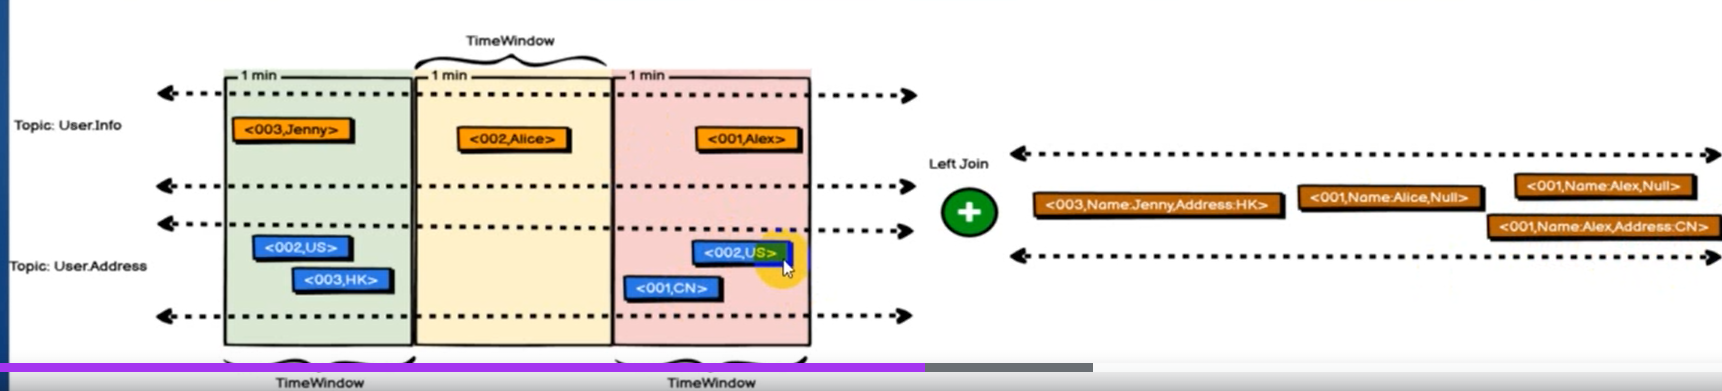 TimeWindow
1 min
1 min
1 min
Topic: User.Info
<003,Jenny>
<002,Alice>
<001,Alex>
Left Join
<003,Name:Jenny,Address:HK>
<001,Name:Alice,Null>
<001,Name:Alex,Null>
<001,Name:Alex,Address:CN>
Topic: User.Address
<002,US>
<003,HK>
<002,US>
<001,CN>
TimeWindow
TimeWindow